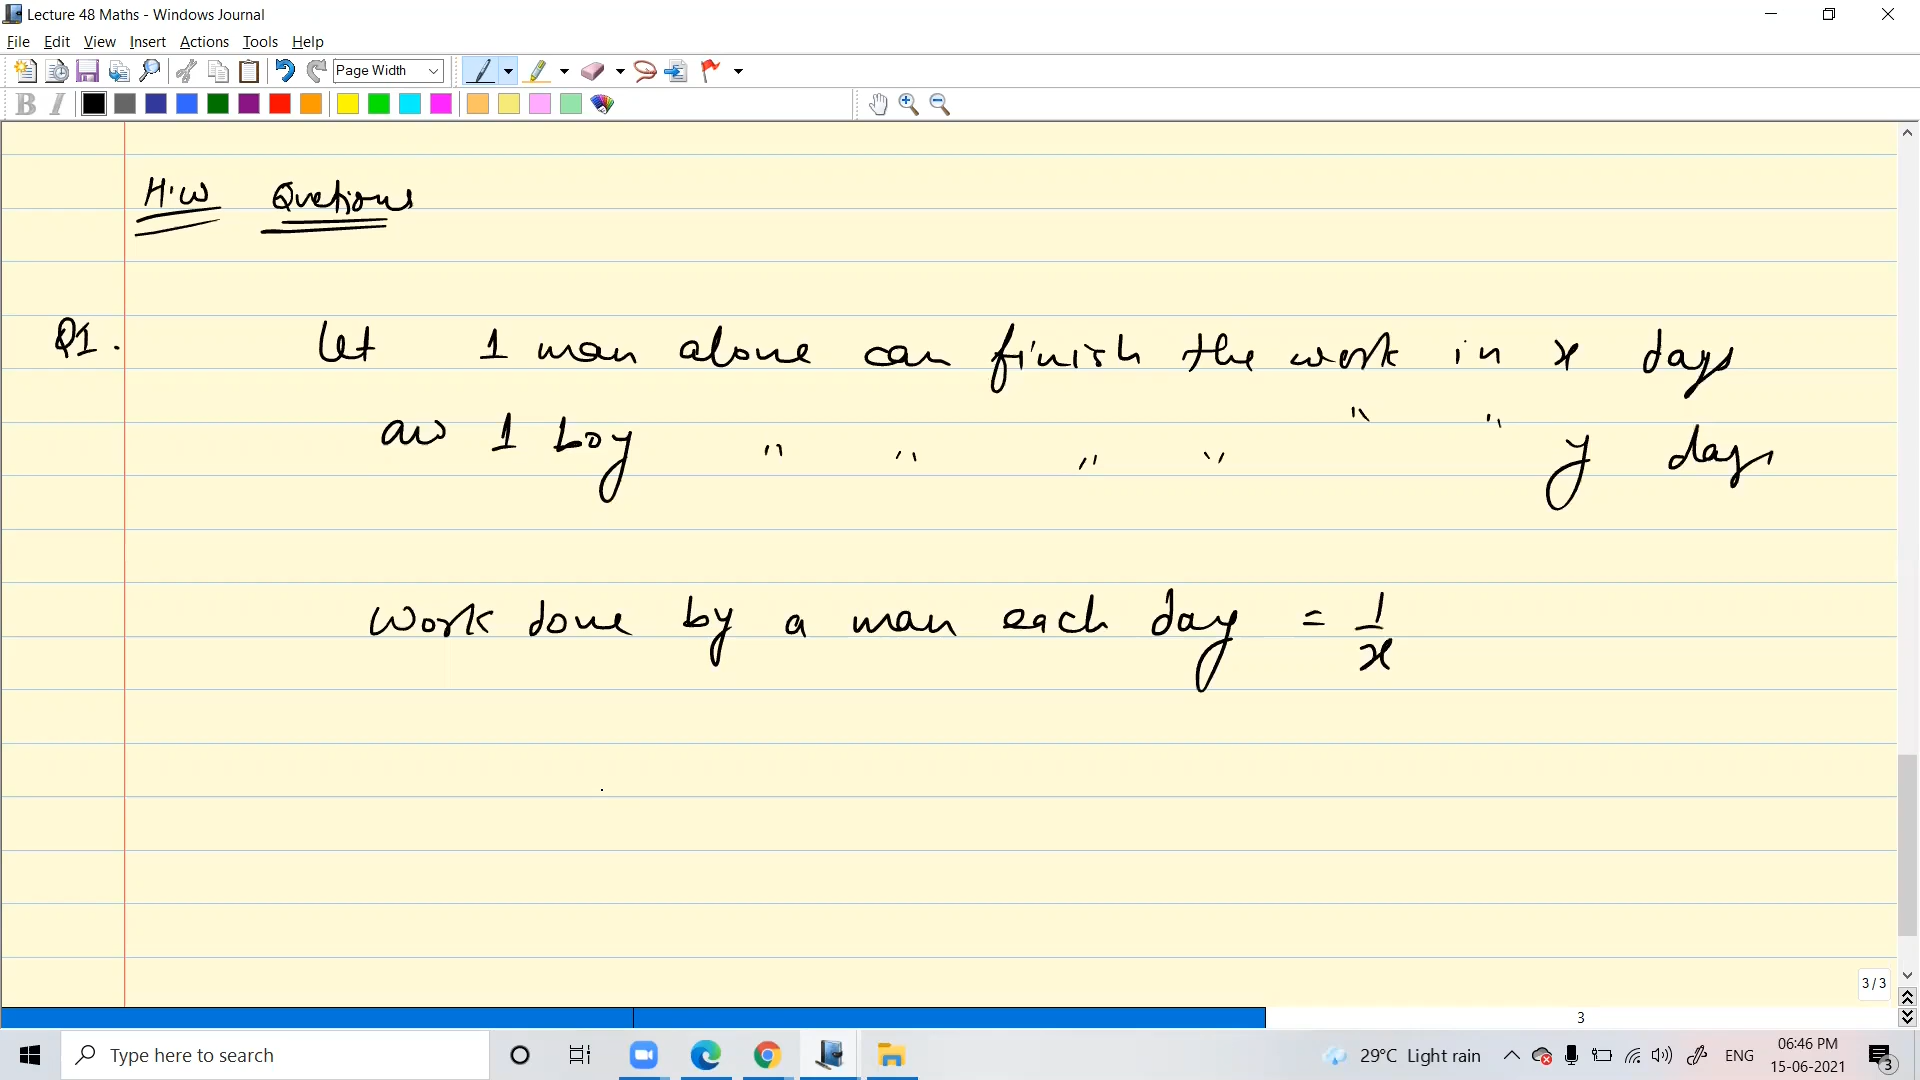 Lecture 48 Maths - Windows Journal
File Edit View Insert Actions Tools Help
Page Width
B I
H.W Quetions
Q1. Let 1 man alone can finish the work in x days
and 1 boy " " " " " " y days
Work done by a man each day = 1/x
3 / 3
3
Type here to search
29°C Light rain
ENG
06:46 PM
15-06-2021
3